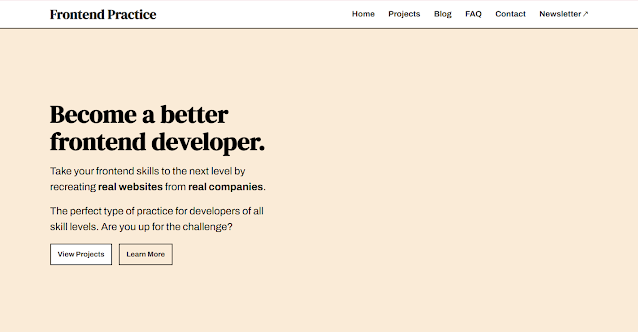 Frontend Practice
Home Projects Blog FAQ Contact Newsletter↗
Become a better
frontend developer.
Take your frontend skills to the next level by
recreating real websites from real companies.
The perfect type of practice for developers of all
skill levels. Are you up for the challenge?
View Projects
Learn More